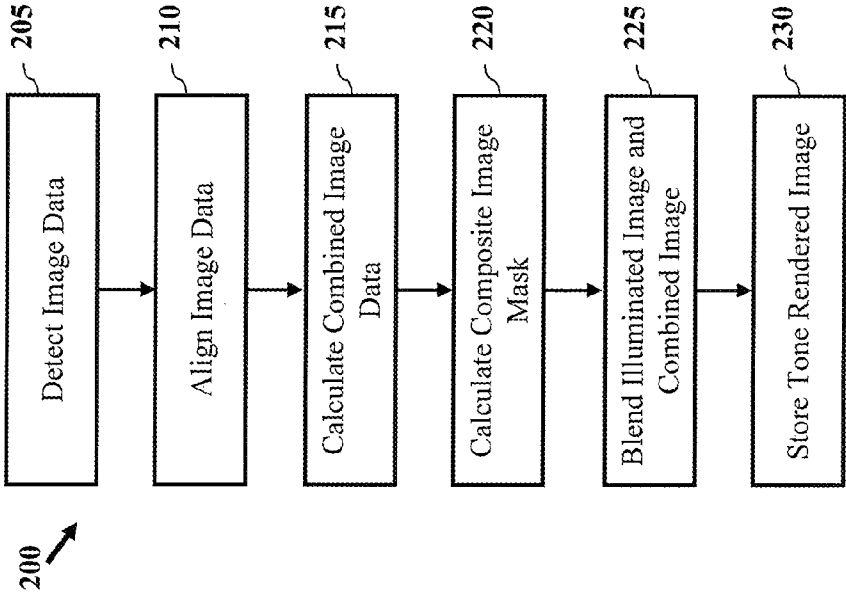 200
205
Detect Image Data
210
Align Image Data
215
Calculate Combined Image
Data
220
Calculate Composite Image
Mask
225
Blend Illuminated Image and
Combined Image
230
Store Tone Rendered Image